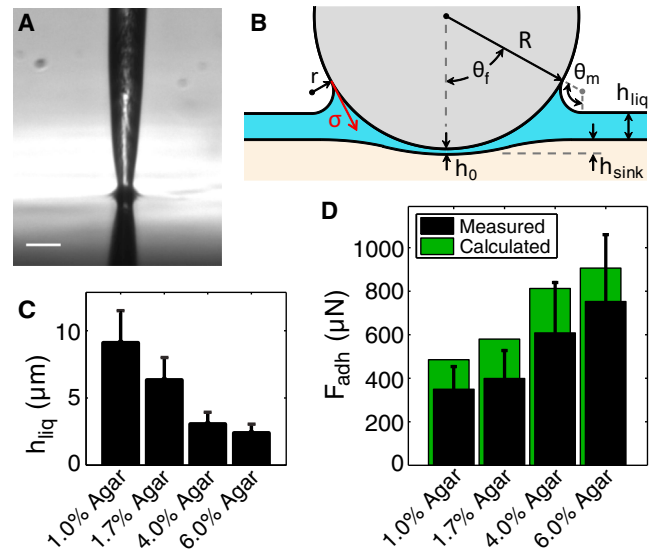 A
B
R
θf
θm
r
σ
hliq
h0
hsink
C
hliq (μm)
10
5
0
1.0% Agar
1.7% Agar
4.0% Agar
6.0% Agar
D
Measured
Calculated
Fadh (μN)
1000
800
600
400
200
0
1.0% Agar
1.7% Agar
4.0% Agar
6.0% Agar